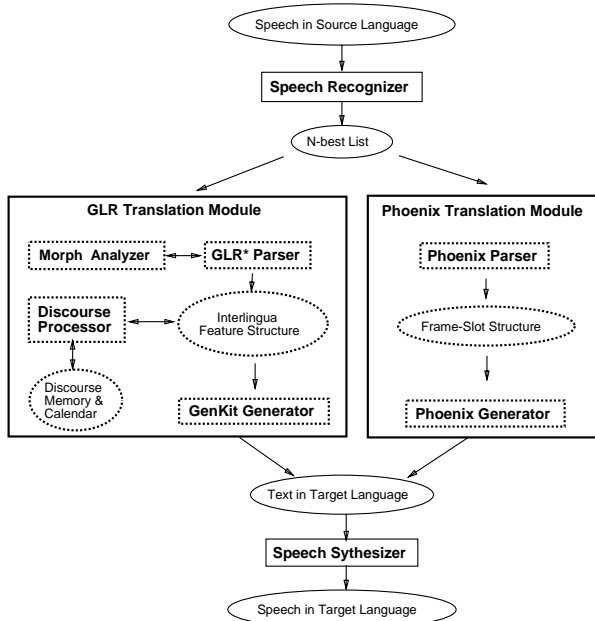 Speech in Source Language
Speech Recognizer
N-best List
GLR Translation Module
Morph Analyzer
GLR* Parser
Discourse
Processor
Interlingua
Feature Structure
Discourse
Memory &
Calendar
GenKit Generator
Phoenix Translation Module
Phoenix Parser
Frame-Slot Structure
Phoenix Generator
Text in Target Language
Speech Sythesizer
Speech in Target Language